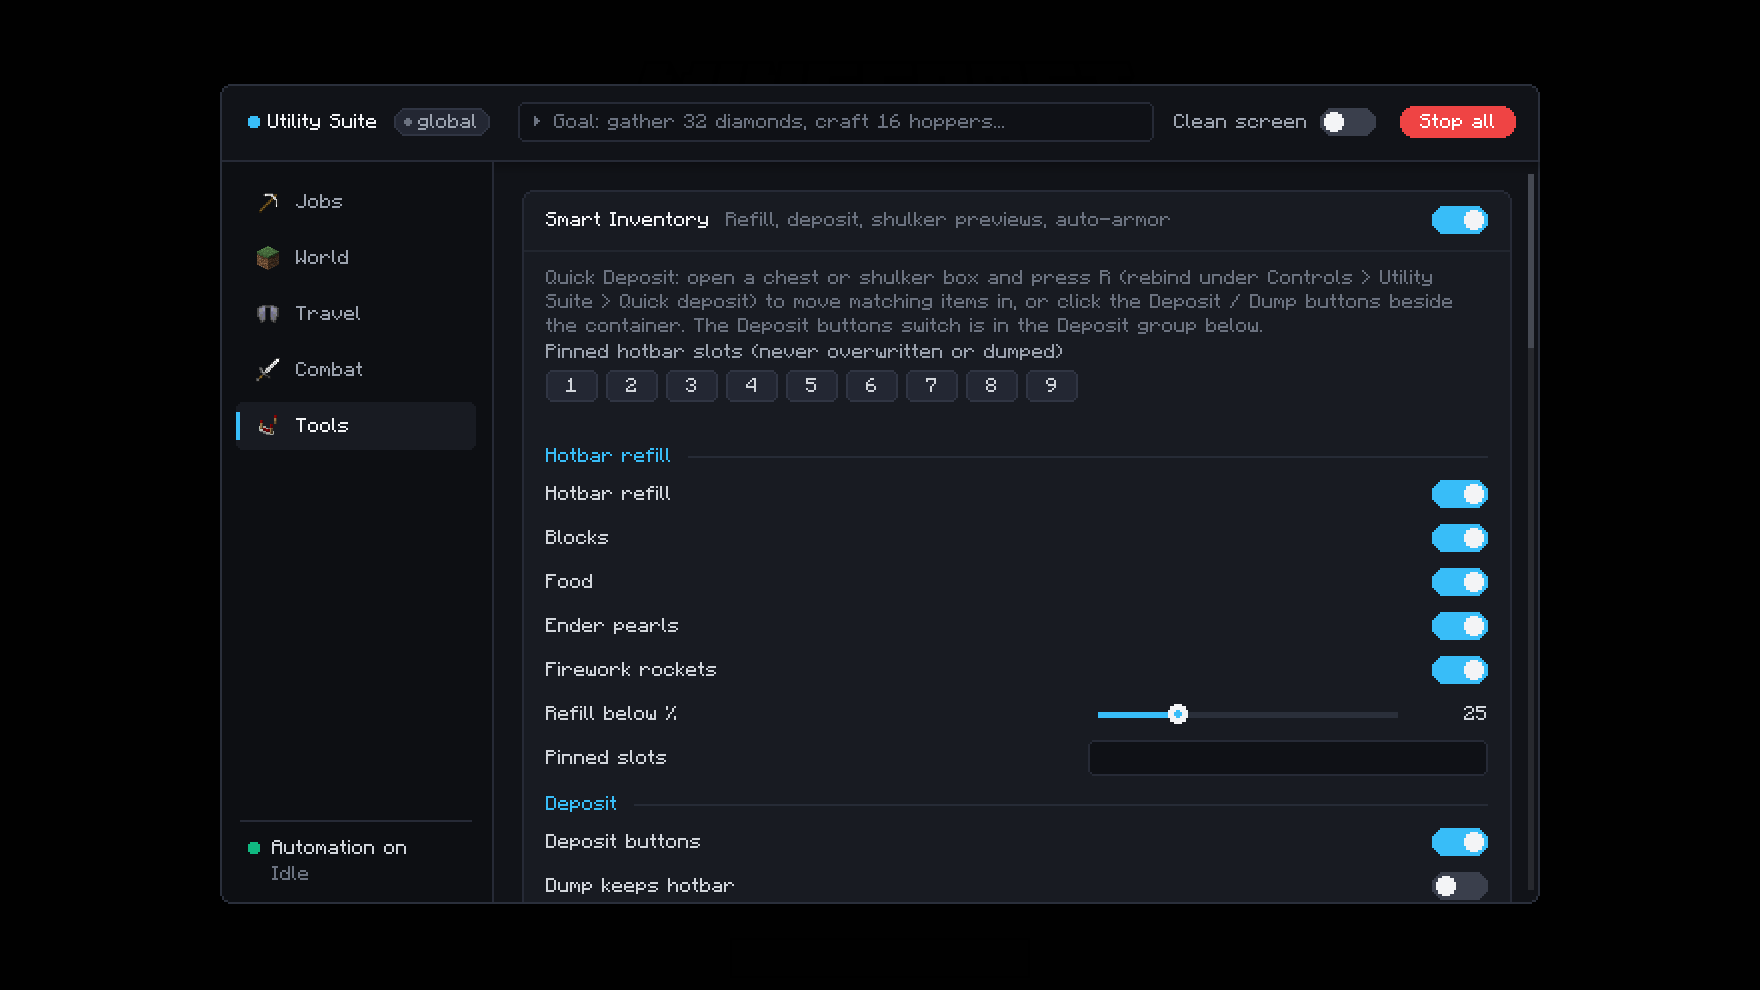 Utility Suite
global
Goal: gather 32 diamonds, craft 16 hoppers...
Clean screen
Stop all
Jobs
World
Travel
Combat
Tools
Automation on
Idle
Smart Inventory Refill, deposit, shulker previews, auto-armor
Quick Deposit: open a chest or shulker box and press R (rebind under Controls > Utility
Suite > Quick deposit) to move matching items in, or click the Deposit / Dump buttons beside
the container. The Deposit buttons switch is in the Deposit group below.
Pinned hotbar slots (never overwritten or dumped)
1 2 3 4 5 6 7 8 9
Hotbar refill
Hotbar refill
Blocks
Food
Ender pearls
Firework rockets
Refill below % 25
Pinned slots
Deposit
Deposit buttons
Dump keeps hotbar